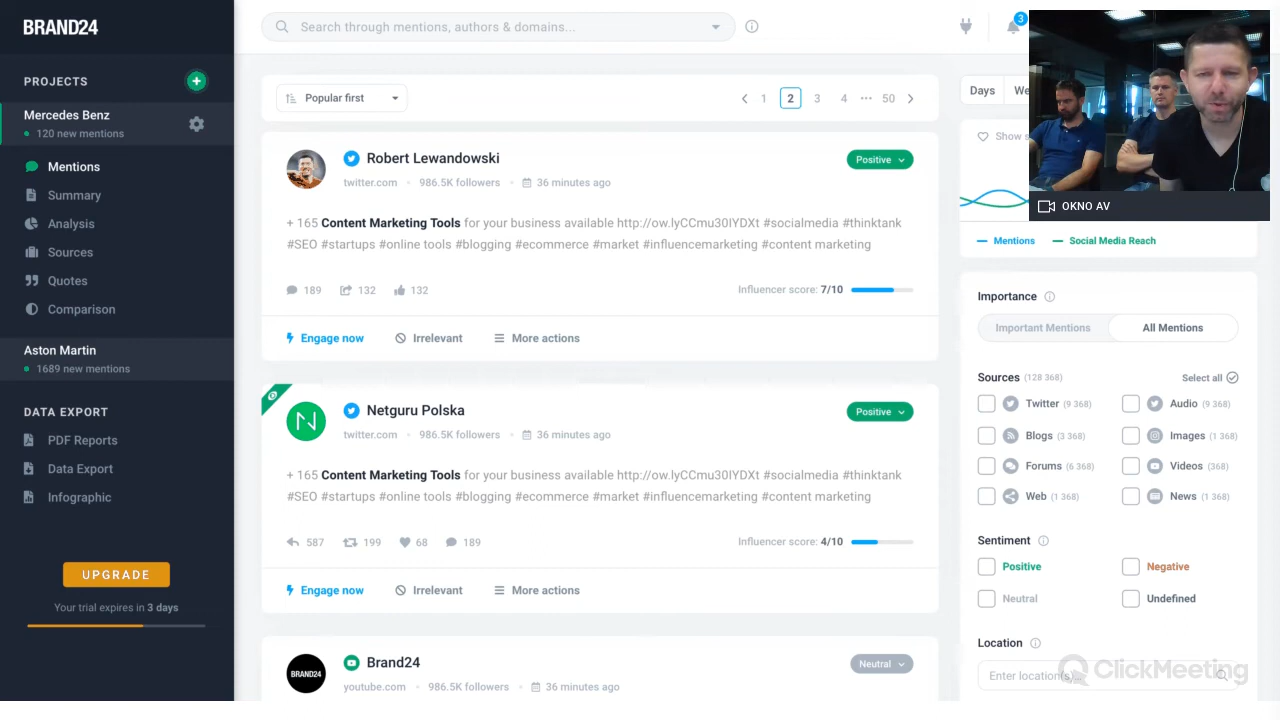 BRAND24
Search through mentions, authors & domains...
3
PROJECTS
Mercedes Benz
120 new mentions
Mentions
Summary
Analysis
Sources
Quotes
Comparison
Aston Martin
1689 new mentions
DATA EXPORT
PDF Reports
Data Export
Infographic
UPGRADE
Your trial expires in 3 days
Popular first
1 2 3 4 ··· 50
Robert Lewandowski
Positive
twitter.com • 986.5K followers • 36 minutes ago
+ 165 Content Marketing Tools for your business available http://ow.lyCCmu30lYDXt #socialmedia #thinktank
#SEO #startups #online tools #blogging #ecommerce #market #influencemarketing #content marketing
189 132 132
Influencer score: 7/10
Engage now Irrelevant More actions
Netguru Polska
Positive
twitter.com • 986.5K followers • 36 minutes ago
+ 165 Content Marketing Tools for your business available http://ow.lyCCmu30lYDXt #socialmedia #thinktank
#SEO #startups #online tools #blogging #ecommerce #market #influencemarketing #content marketing
587 199 68 189
Influencer score: 4/10
Engage now Irrelevant More actions
BRAND24
Brand24
Neutral
youtube.com • 986.5K followers • 36 minutes ago
Days We
Show s
OKNO AV
Mentions Social Media Reach
Importance
Important Mentions All Mentions
Sources (128 368) Select all
Twitter (9 368) Audio (9 368)
Blogs (3 368) Images (1 368)
Forums (6 368) Videos (368)
Web (1 368) News (1 368)
Sentiment
Positive Negative
Neutral Undefined
Location
Enter location(s)...
ClickMeeting